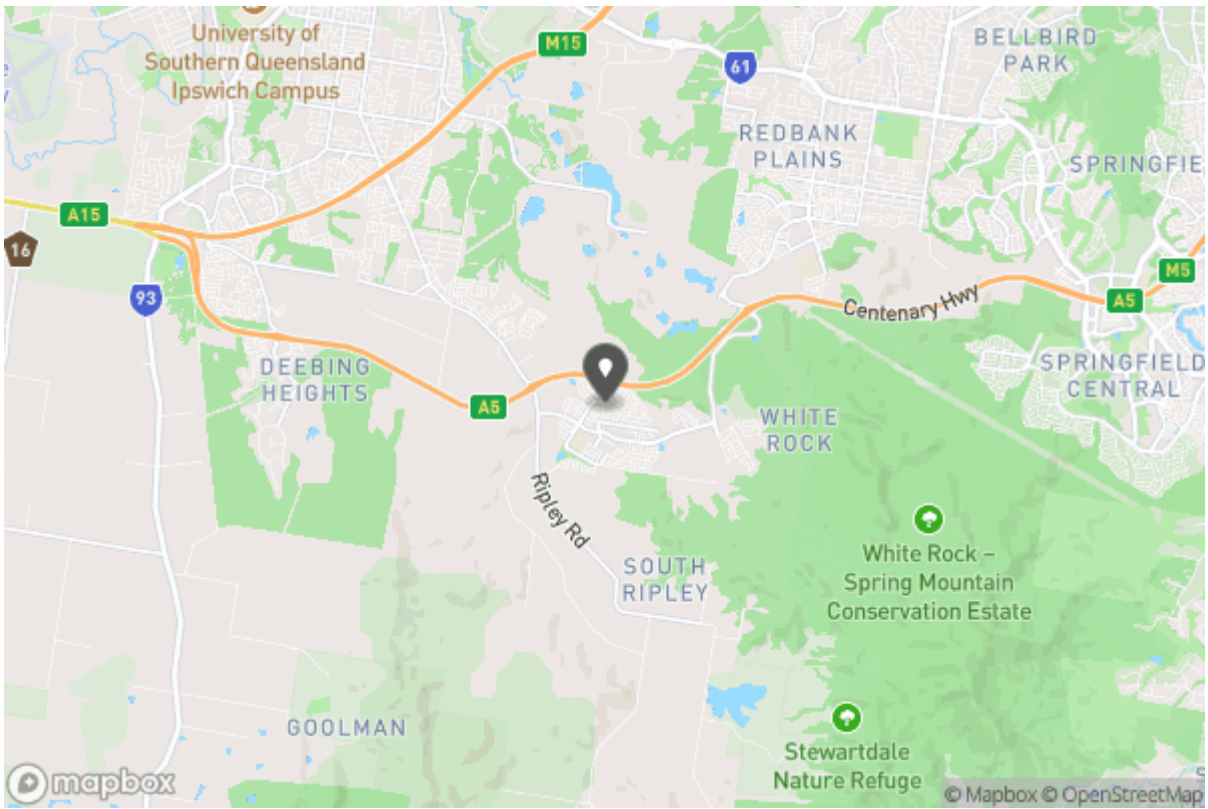 University of
Southern Queensland
Ipswich Campus
M15
61
BELLBIRD
PARK
REDBANK
PLAINS
SPRINGFIE
A15
16
93
M5
A5
Centenary Hwy
DEEBING
HEIGHTS
SPRINGFIELD
CENTRAL
A5
WHITE
ROCK
Ripley Rd
White Rock –
Spring Mountain
Conservation Estate
SOUTH
RIPLEY
GOOLMAN
Stewartdale
Nature Refuge
mapbox
© Mapbox © OpenStreetMap